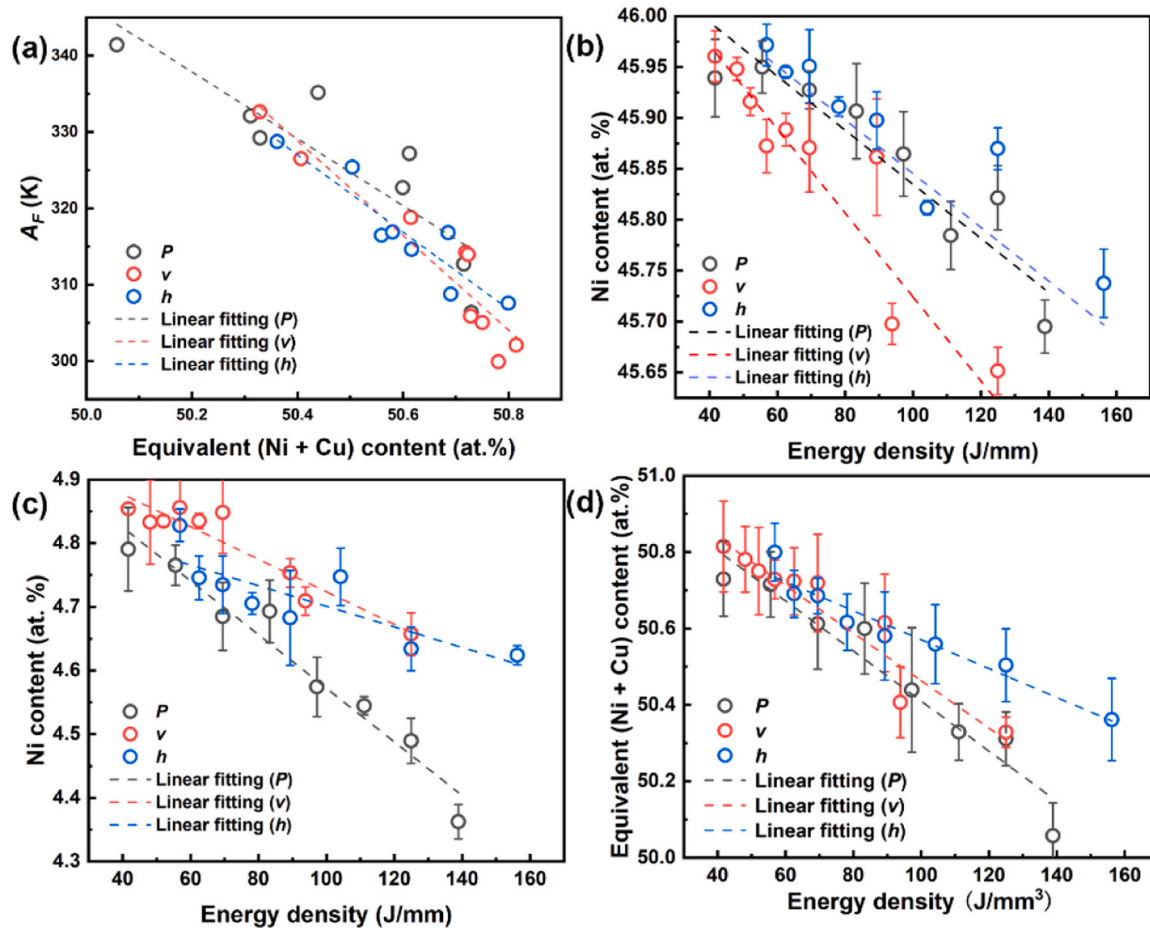 (a)
340
330
320
310
300
A_F (K)
P
v
h
Linear fitting (P)
Linear fitting (v)
Linear fitting (h)
50.0 50.2 50.4 50.6 50.8
Equivalent (Ni + Cu) content (at.%)
(b)
46.00
45.95
45.90
45.85
45.80
45.75
45.70
45.65
Ni content (at. %)
P
v
h
Linear fitting (P)
Linear fitting (v)
Linear fitting (h)
40 60 80 100 120 140 160
Energy density (J/mm)
(c)
4.9
4.8
4.7
4.6
4.5
4.4
4.3
Ni content (at. %)
P
v
h
Linear fitting (P)
Linear fitting (v)
Linear fitting (h)
40 60 80 100 120 140 160
Energy density (J/mm)
(d)
51.0
50.8
50.6
50.4
50.2
50.0
Equivalent (Ni + Cu) content (at.%)
P
v
h
Linear fitting (P)
Linear fitting (v)
Linear fitting (h)
40 60 80 100 120 140 160
Energy density (J/mm³)